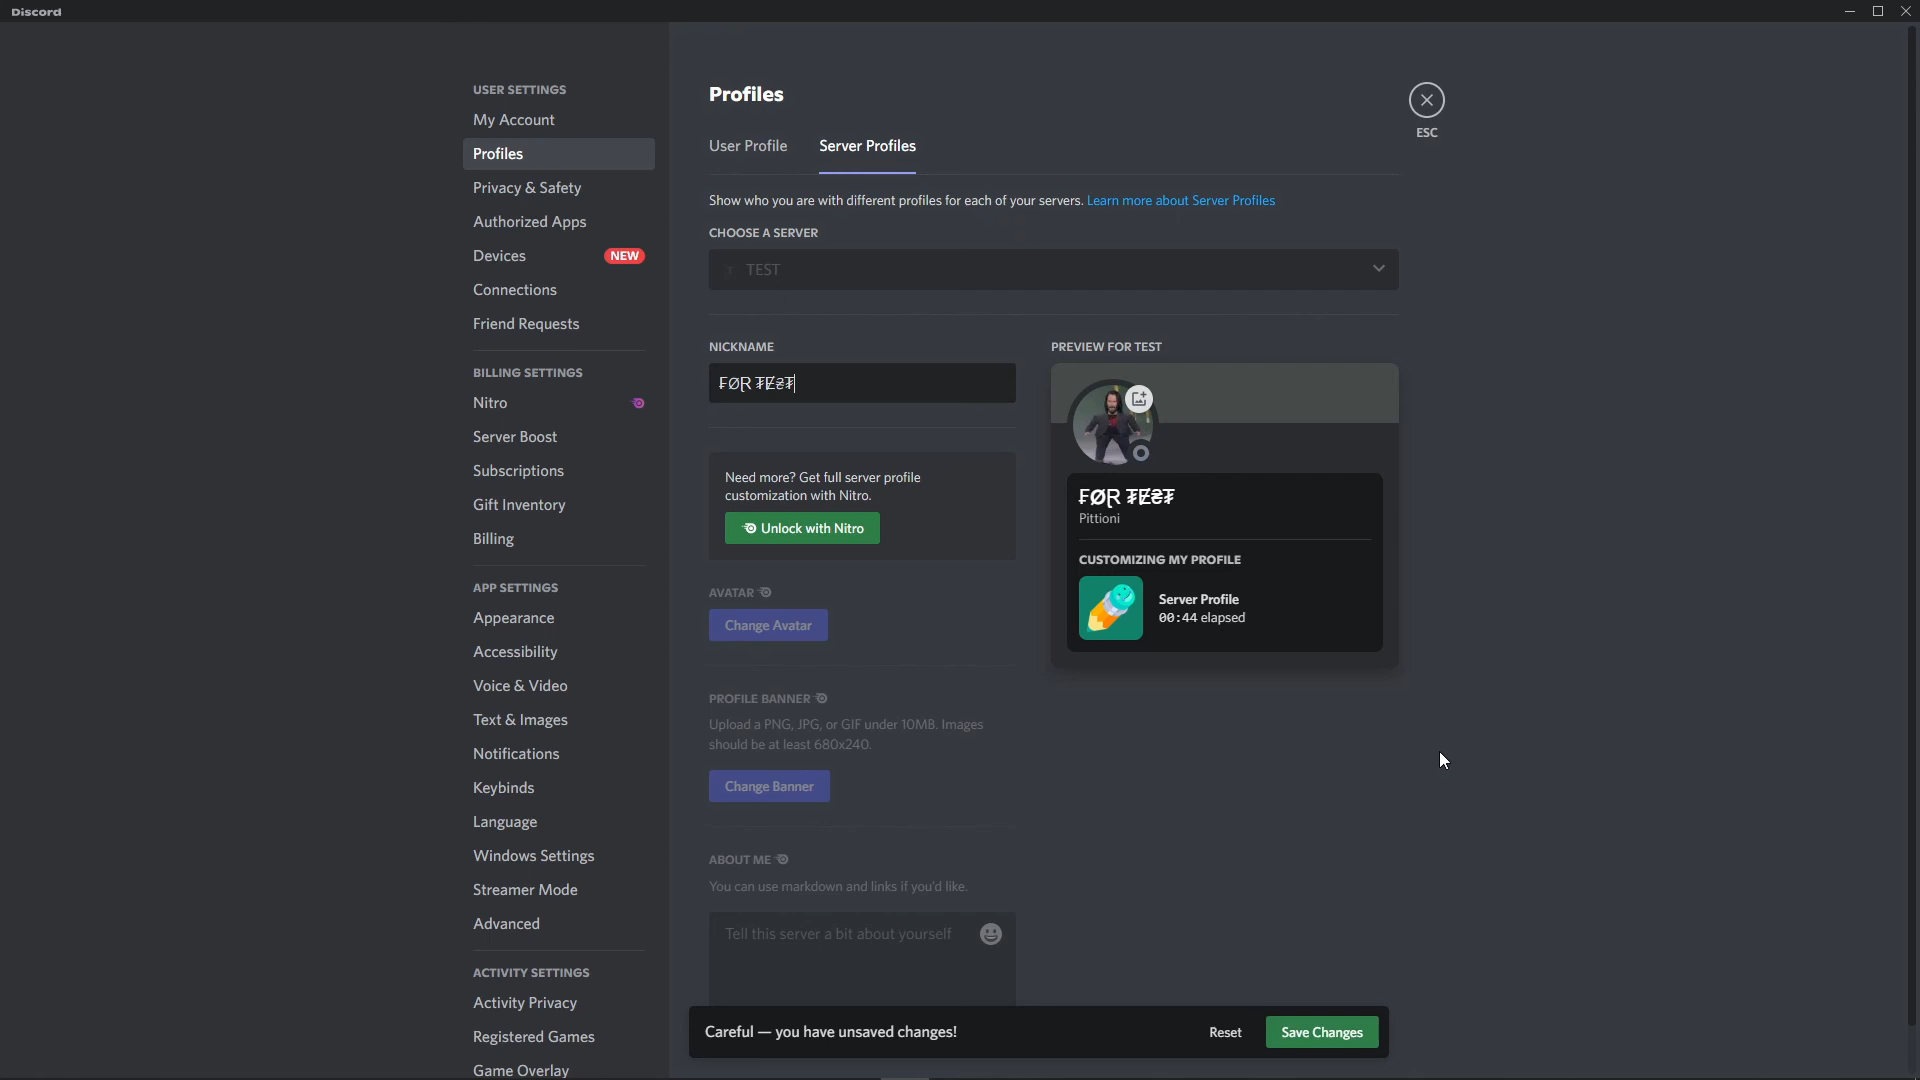 Discord
USER SETTINGS
My Account
Profiles
Privacy & Safety
Authorized Apps
Devices NEW
Connections
Friend Requests
BILLING SETTINGS
Nitro
Server Boost
Subscriptions
Gift Inventory
Billing
APP SETTINGS
Appearance
Accessibility
Voice & Video
Text & Images
Notifications
Keybinds
Language
Windows Settings
Streamer Mode
Advanced
ACTIVITY SETTINGS
Activity Privacy
Registered Games
Game Overlay
Profiles
ESC
User Profile Server Profiles
Show who you are with different profiles for each of your servers. Learn more about Server Profiles
CHOOSE A SERVER
T TEST
NICKNAME
₣ØⱤ ₮Ɇ₴₮
Need more? Get full server profile
customization with Nitro.
Unlock with Nitro
AVATAR
Change Avatar
PROFILE BANNER
Upload a PNG, JPG, or GIF under 10MB. Images
should be at least 680x240.
Change Banner
ABOUT ME
You can use markdown and links if you'd like.
Tell this server a bit about yourself
PREVIEW FOR TEST
₣ØⱤ ₮Ɇ₴₮
Pittioni
CUSTOMIZING MY PROFILE
Server Profile
00:44 elapsed
Careful — you have unsaved changes!
Reset
Save Changes